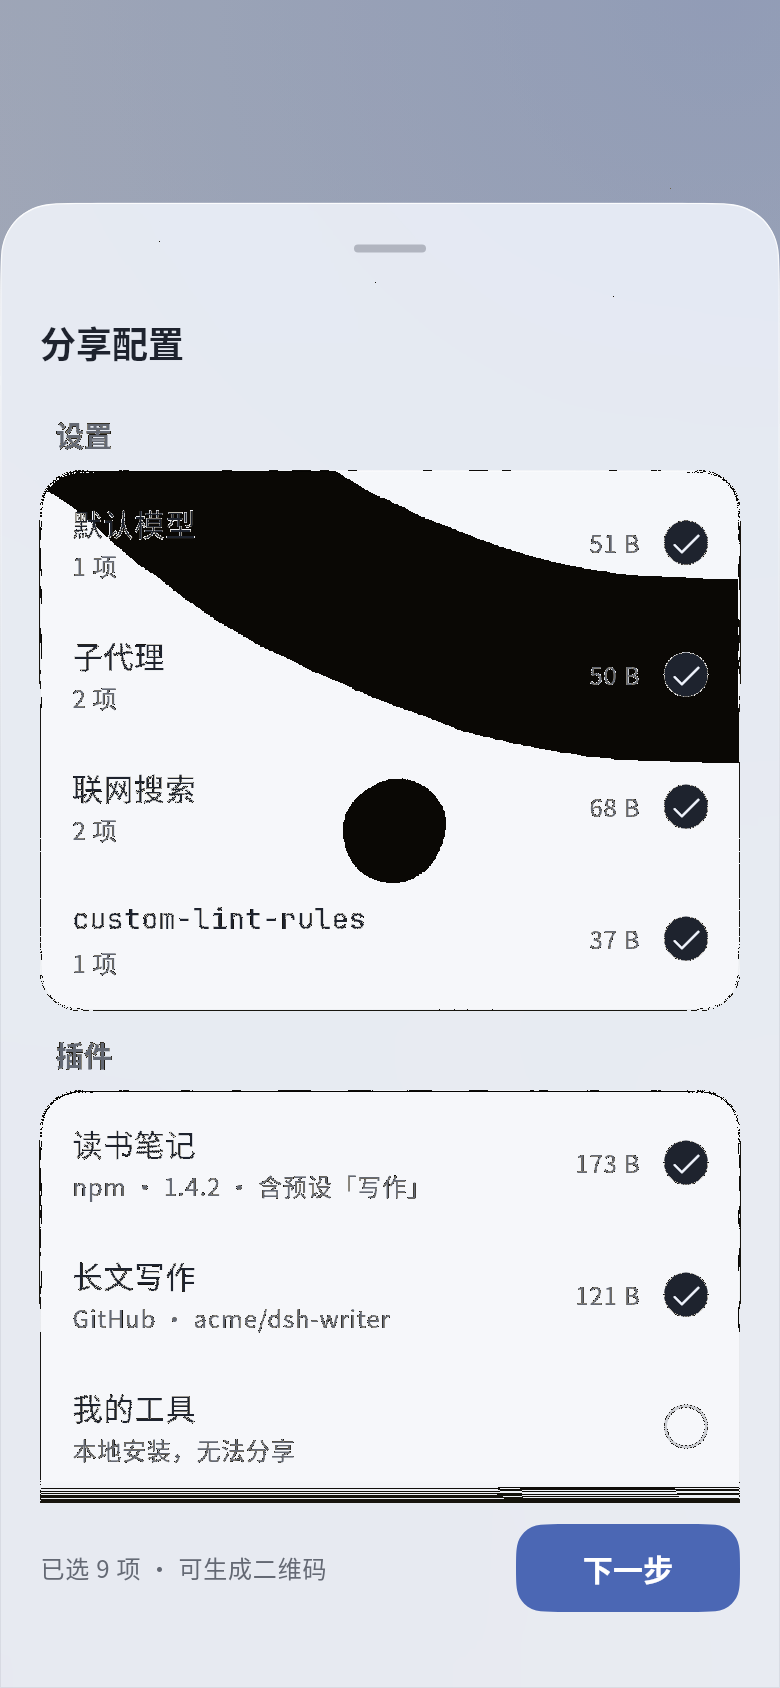 分享配置
设置
默认模型
1 项
51 B
子代理
2 项
50 B
联网搜索
2 项
68 B
custom-lint-rules
1 项
37 B
插件
读书笔记
npm • 1.4.2 • 含预设「写作」
173 B
长文写作
GitHub • acme/dsh-writer
121 B
我的工具
本地安装，无法分享
已选 9 项 • 可生成二维码
下一步